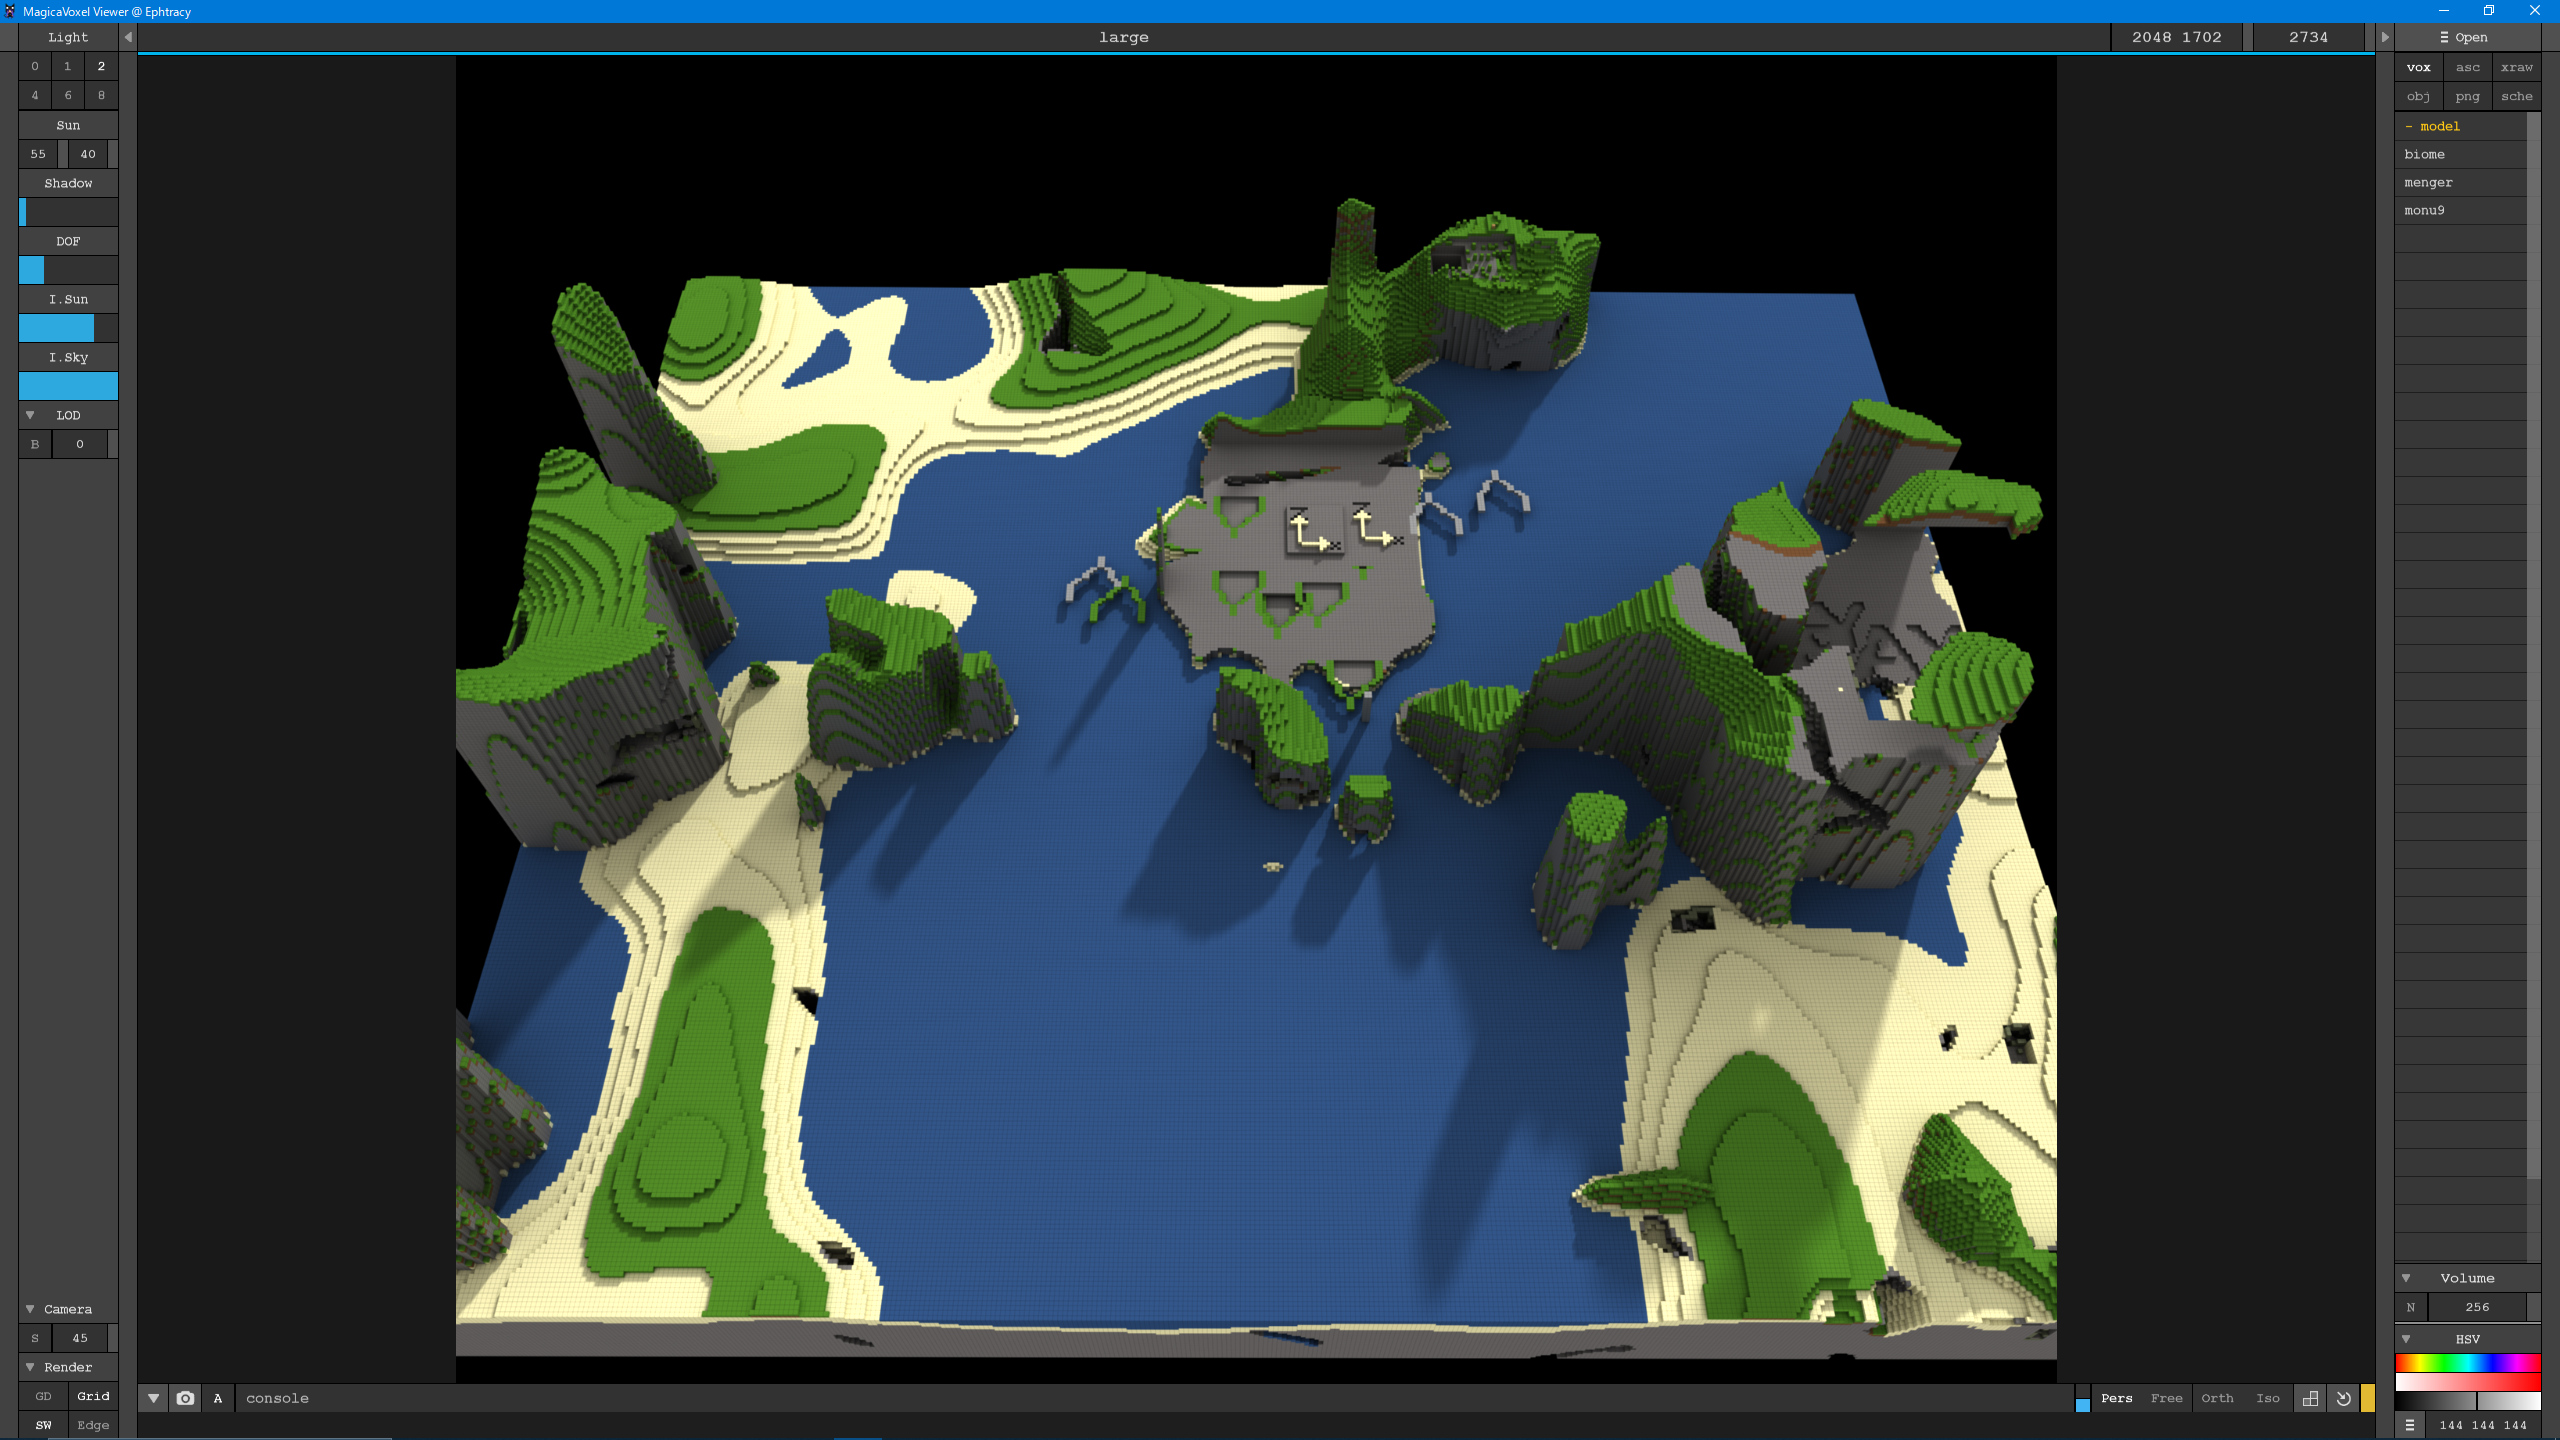 MagicaVoxel Viewer @ Ephtracy
Light
large
2048 1702
2734
Open
0 1 2
4 6 8
Sun
55 40
Shadow
DOF
I.Sun
I.Sky
LOD
B 0
vox asc xraw
obj png sche
- model
biome
menger
monu9
Z X
Z X
Camera
S 45
Render
GD Grid
SW Edge
A console
Pers Free Orth Iso
Volume
N 256
HSV
144 144 144